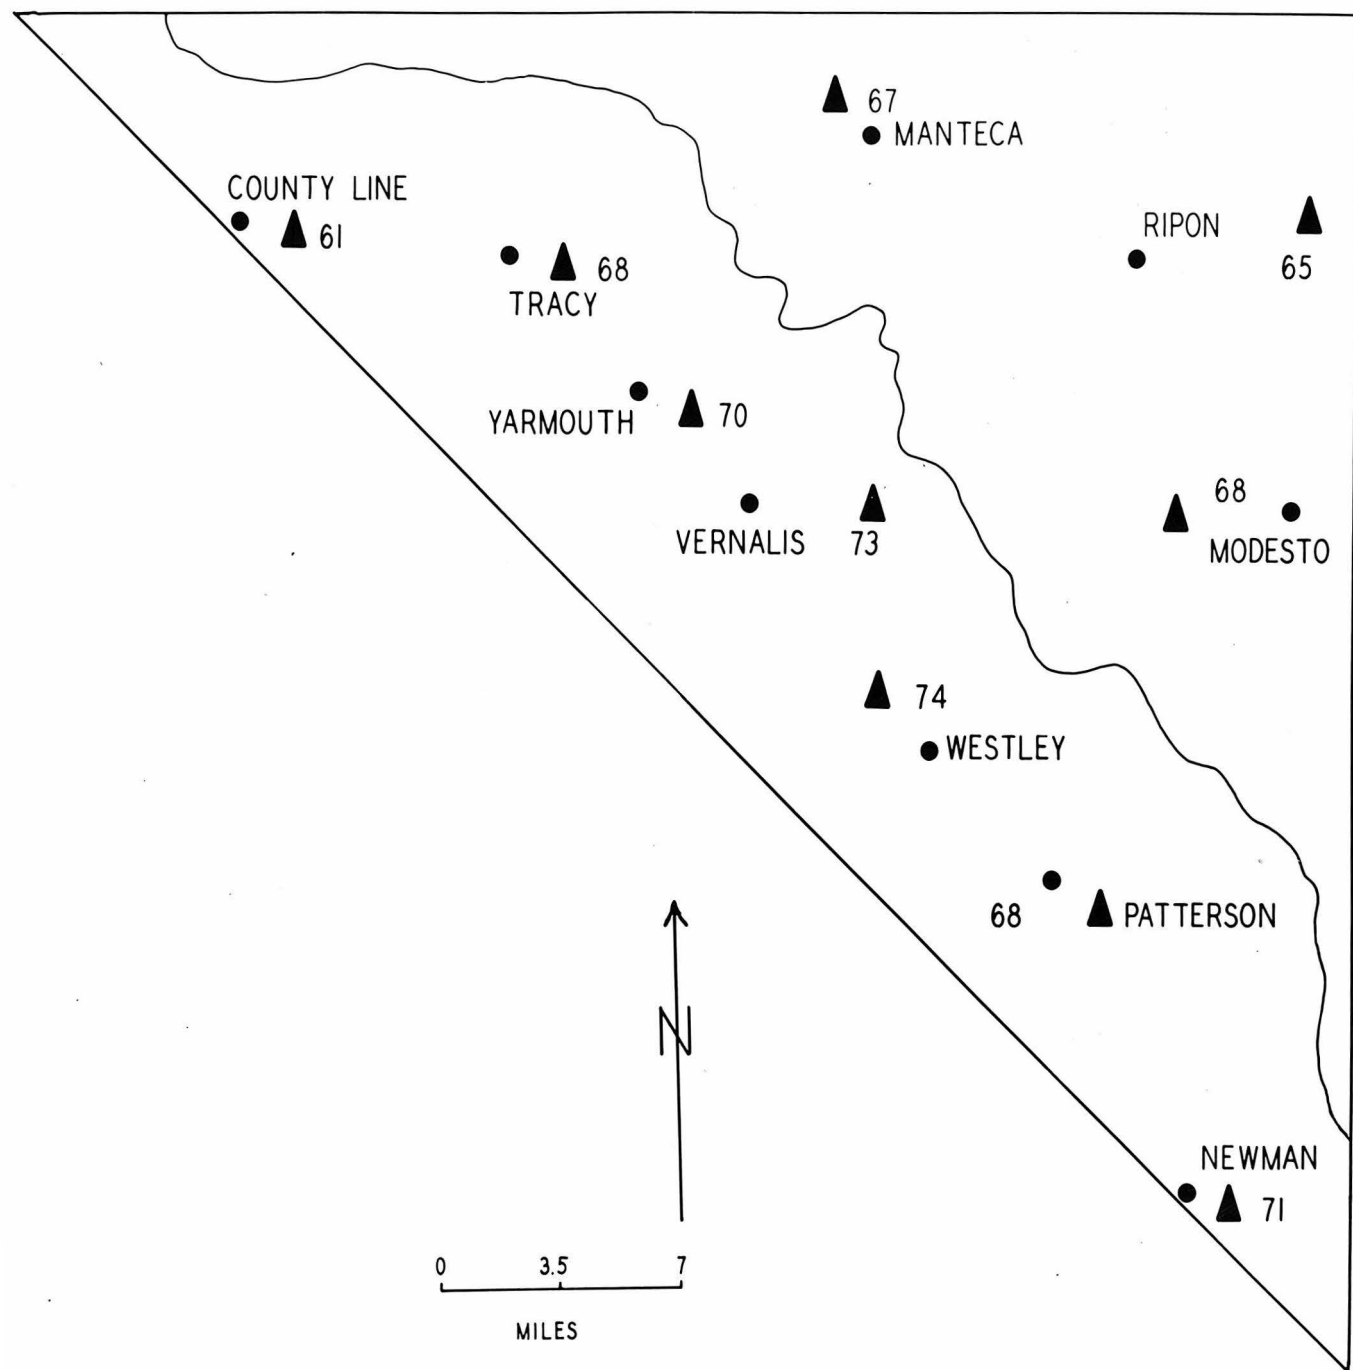 67
MANTECA
COUNTY LINE
61
RIPON
65
68
TRACY
YARMOUTH
70
68
MODESTO
VERNALIS
73
74
WESTLEY
68
PATTERSON
N
NEWMAN
71
0 3.5 7
MILES